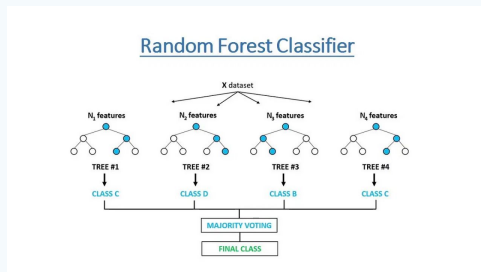 Random Forest Classifier
X dataset
N1 features N2 features N3 features N4 features
TREE #1 TREE #2 TREE #3 TREE #4
CLASS C CLASS D CLASS B CLASS C
MAJORITY VOTING
FINAL CLASS